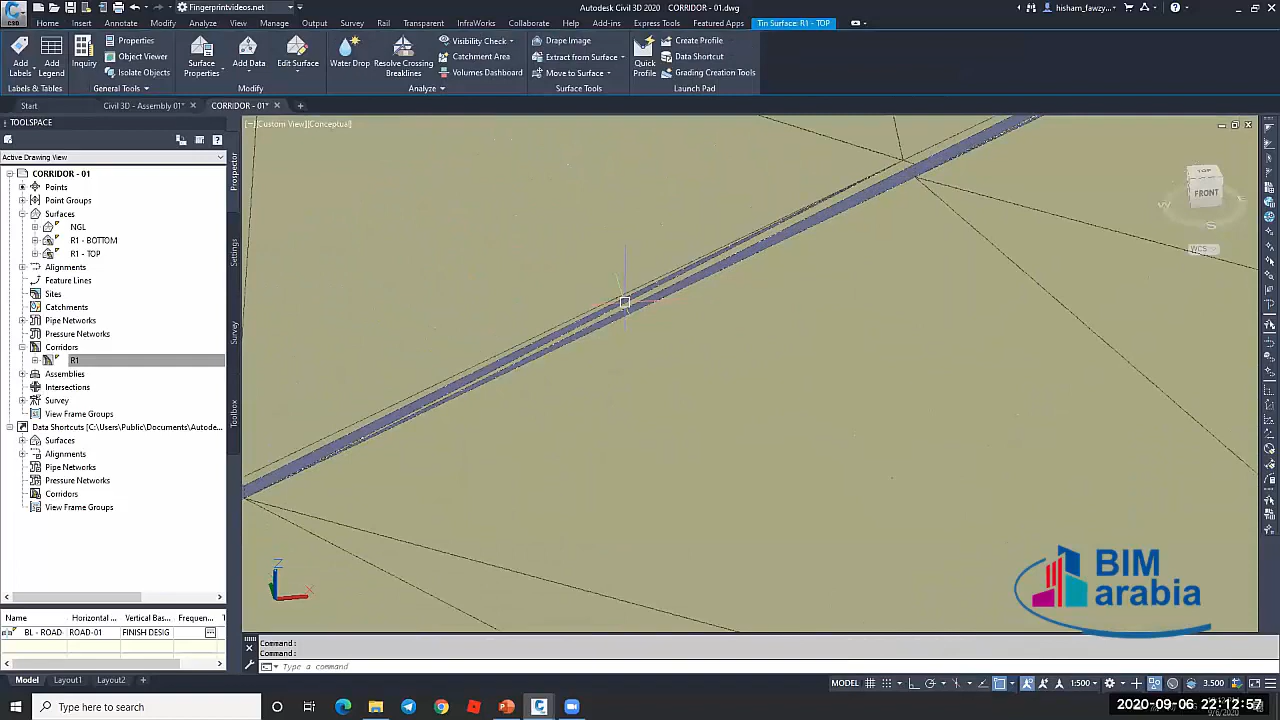 C3D
Fingerprintvideos.net
Autodesk Civil 3D 2020 CORRIDOR - 01.dwg
hisham_fawzy...
Home Insert Annotate Modify Analyze View Manage Output Survey Rail Transparent InfraWorks Collaborate Help Add-ins Express Tools Featured Apps Tin Surface: R1 - TOP
Add Labels
Add Legend
Inquiry
Properties
Object Viewer
Isolate Objects
Surface Properties
Add Data
Edit Surface
Water Drop
Resolve Crossing Breaklines
Visibility Check
Catchment Area
Volumes Dashboard
Drape Image
Extract from Surface
Move to Surface
Quick Profile
Create Profile
Data Shortcut
Grading Creation Tools
Labels & Tables General Tools Modify Analyze Surface Tools Launch Pad
Start Civil 3D - Assembly 01* CORRIDOR - 01*
TOOLSPACE
Active Drawing View
CORRIDOR - 01
Points
Point Groups
Surfaces
NGL
R1 - BOTTOM
R1 - TOP
Alignments
Feature Lines
Sites
Catchments
Pipe Networks
Pressure Networks
Corridors
R1
Assemblies
Intersections
Survey
View Frame Groups
Data Shortcuts [C:\Users\Public\Documents\Autode...
Surfaces
Alignments
Pipe Networks
Pressure Networks
Corridors
View Frame Groups
Prospector
Settings
Survey
Toolbox
Name Horizontal ... Vertical Bas... Frequen...
BL - ROAD ROAD-01 FINISH DESIG
[−][Custom View][Conceptual]
TOP
FRONT
W
E
S
WCS
Z
X
BIM
arabia
Command:
Command:
Type a command
Model Layout1 Layout2
MODEL 1:500 3.500
Type here to search
2020-09-06 22:12:57